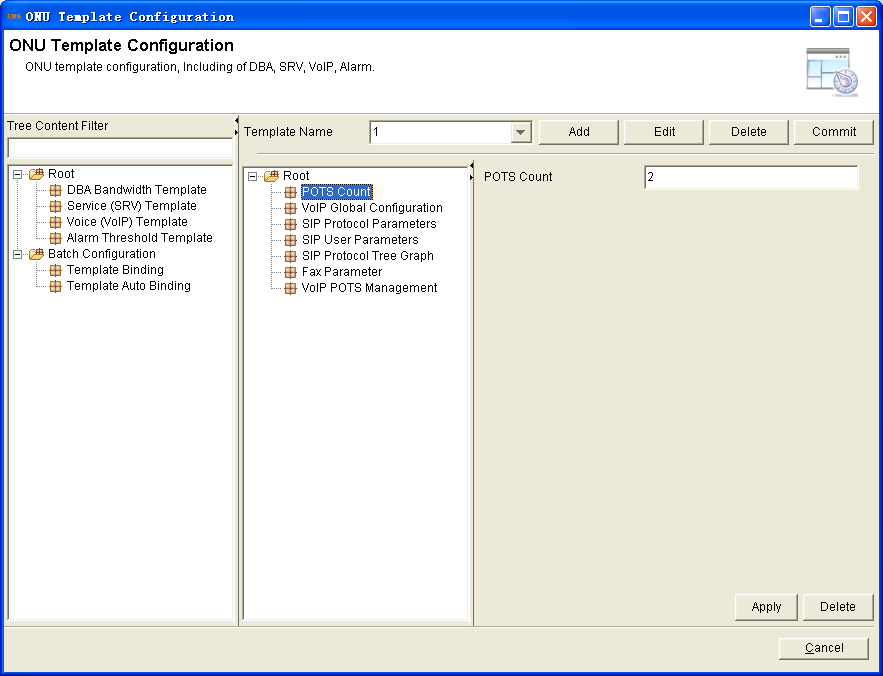 EMS ONU Template Configuration
ONU Template Configuration
ONU template configuration, Including of DBA, SRV, VoIP, Alarm.
Tree Content Filter
Root
DBA Bandwidth Template
Service (SRV) Template
Voice (VoIP) Template
Alarm Threshold Template
Batch Configuration
Template Binding
Template Auto Binding
Template Name 1 Add Edit Delete Commit
Root
POTS Count
VoIP Global Configuration
SIP Protocol Parameters
SIP User Parameters
SIP Protocol Tree Graph
Fax Parameter
VoIP POTS Management
POTS Count 2
Apply Delete
Cancel